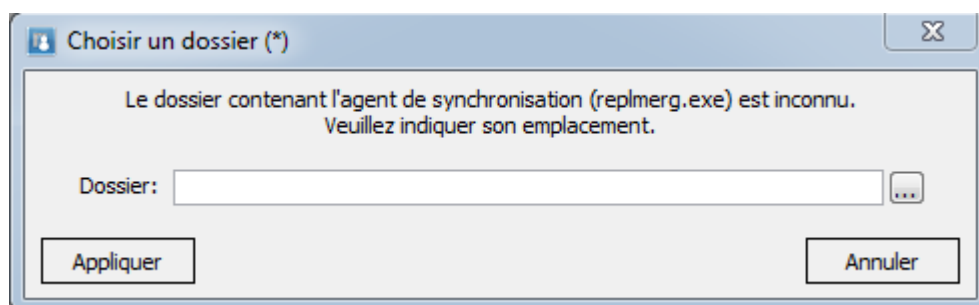 Choisir un dossier (*)
Le dossier contenant l'agent de synchronisation (replmerg.exe) est inconnu.
Veuillez indiquer son emplacement.
Dossier:
...
Appliquer
Annuler